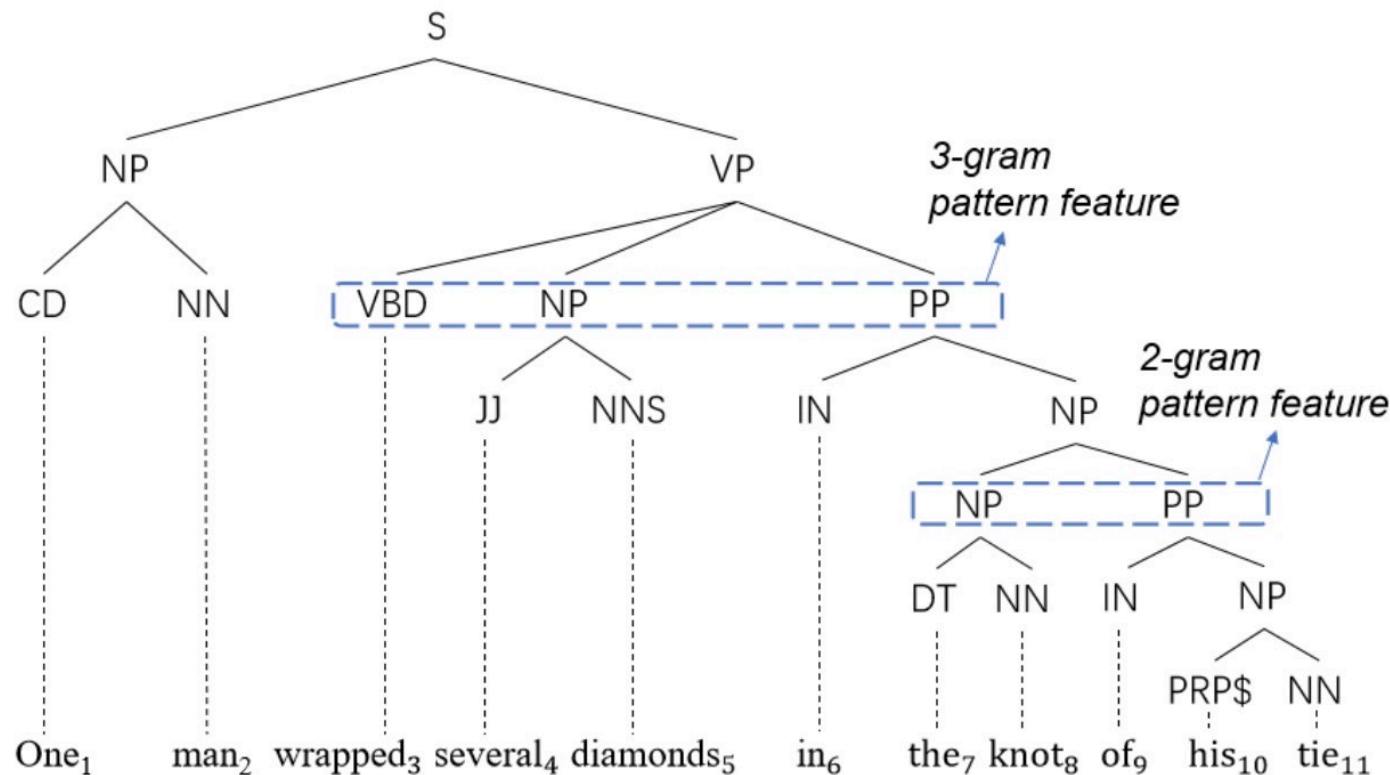 S
NP VP
3-gram
pattern feature
CD NN VBD NP PP
2-gram
pattern feature
JJ NNS IN NP
NP PP
DT NN IN NP
PRP$ NN
One₁ man₂ wrapped₃ several₄ diamonds₅ in₆ the₇ knot₈ of₉ his₁₀ tie₁₁